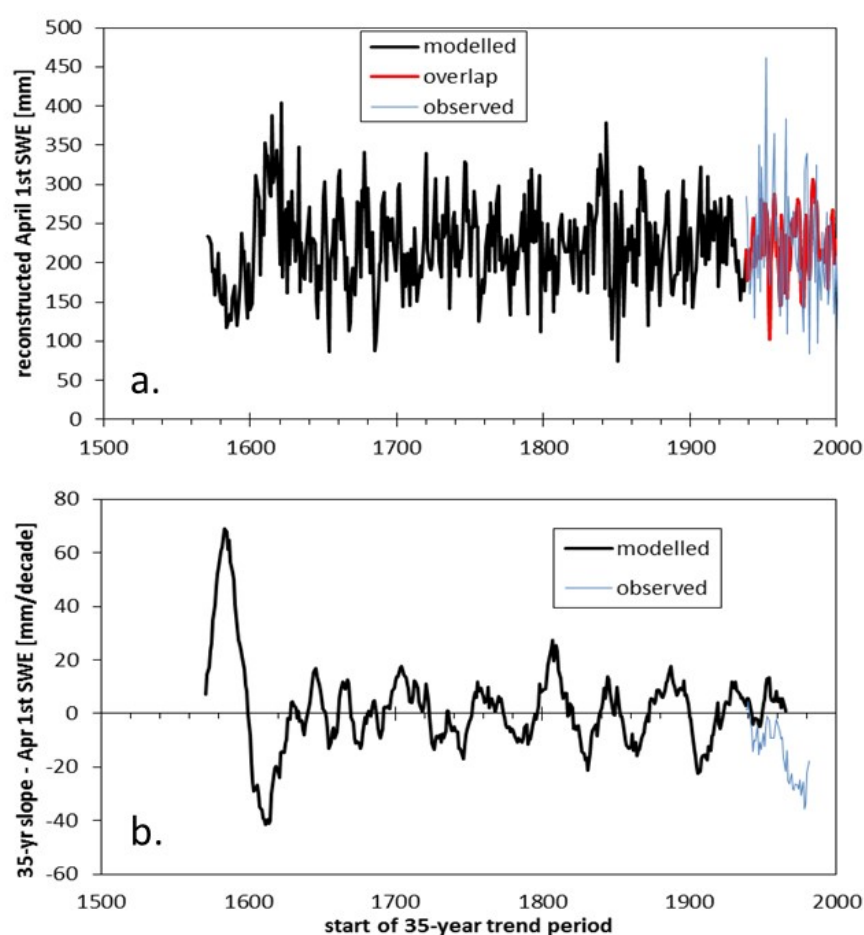 reconstructed April 1st SWE [mm]
500
450
400
350
300
250
200
150
100
50
0
modelled
overlap
observed
a.
1500 1600 1700 1800 1900 2000
35-yr slope - Apr 1st SWE [mm/decade]
80
60
40
20
0
-20
-40
-60
modelled
observed
b.
1500 1600 1700 1800 1900 2000
start of 35-year trend period